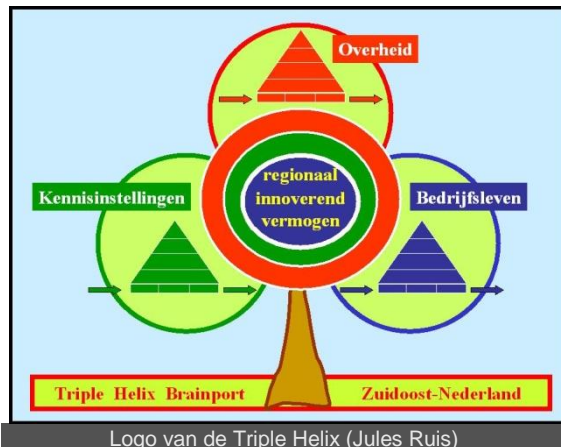 Overheid
Kennisinstellingen
regionaal
innoverend
vermogen
Bedrijfsleven
Triple Helix Brainport
Zuidoost-Nederland
Logo van de Triple Helix (Jules Ruis)